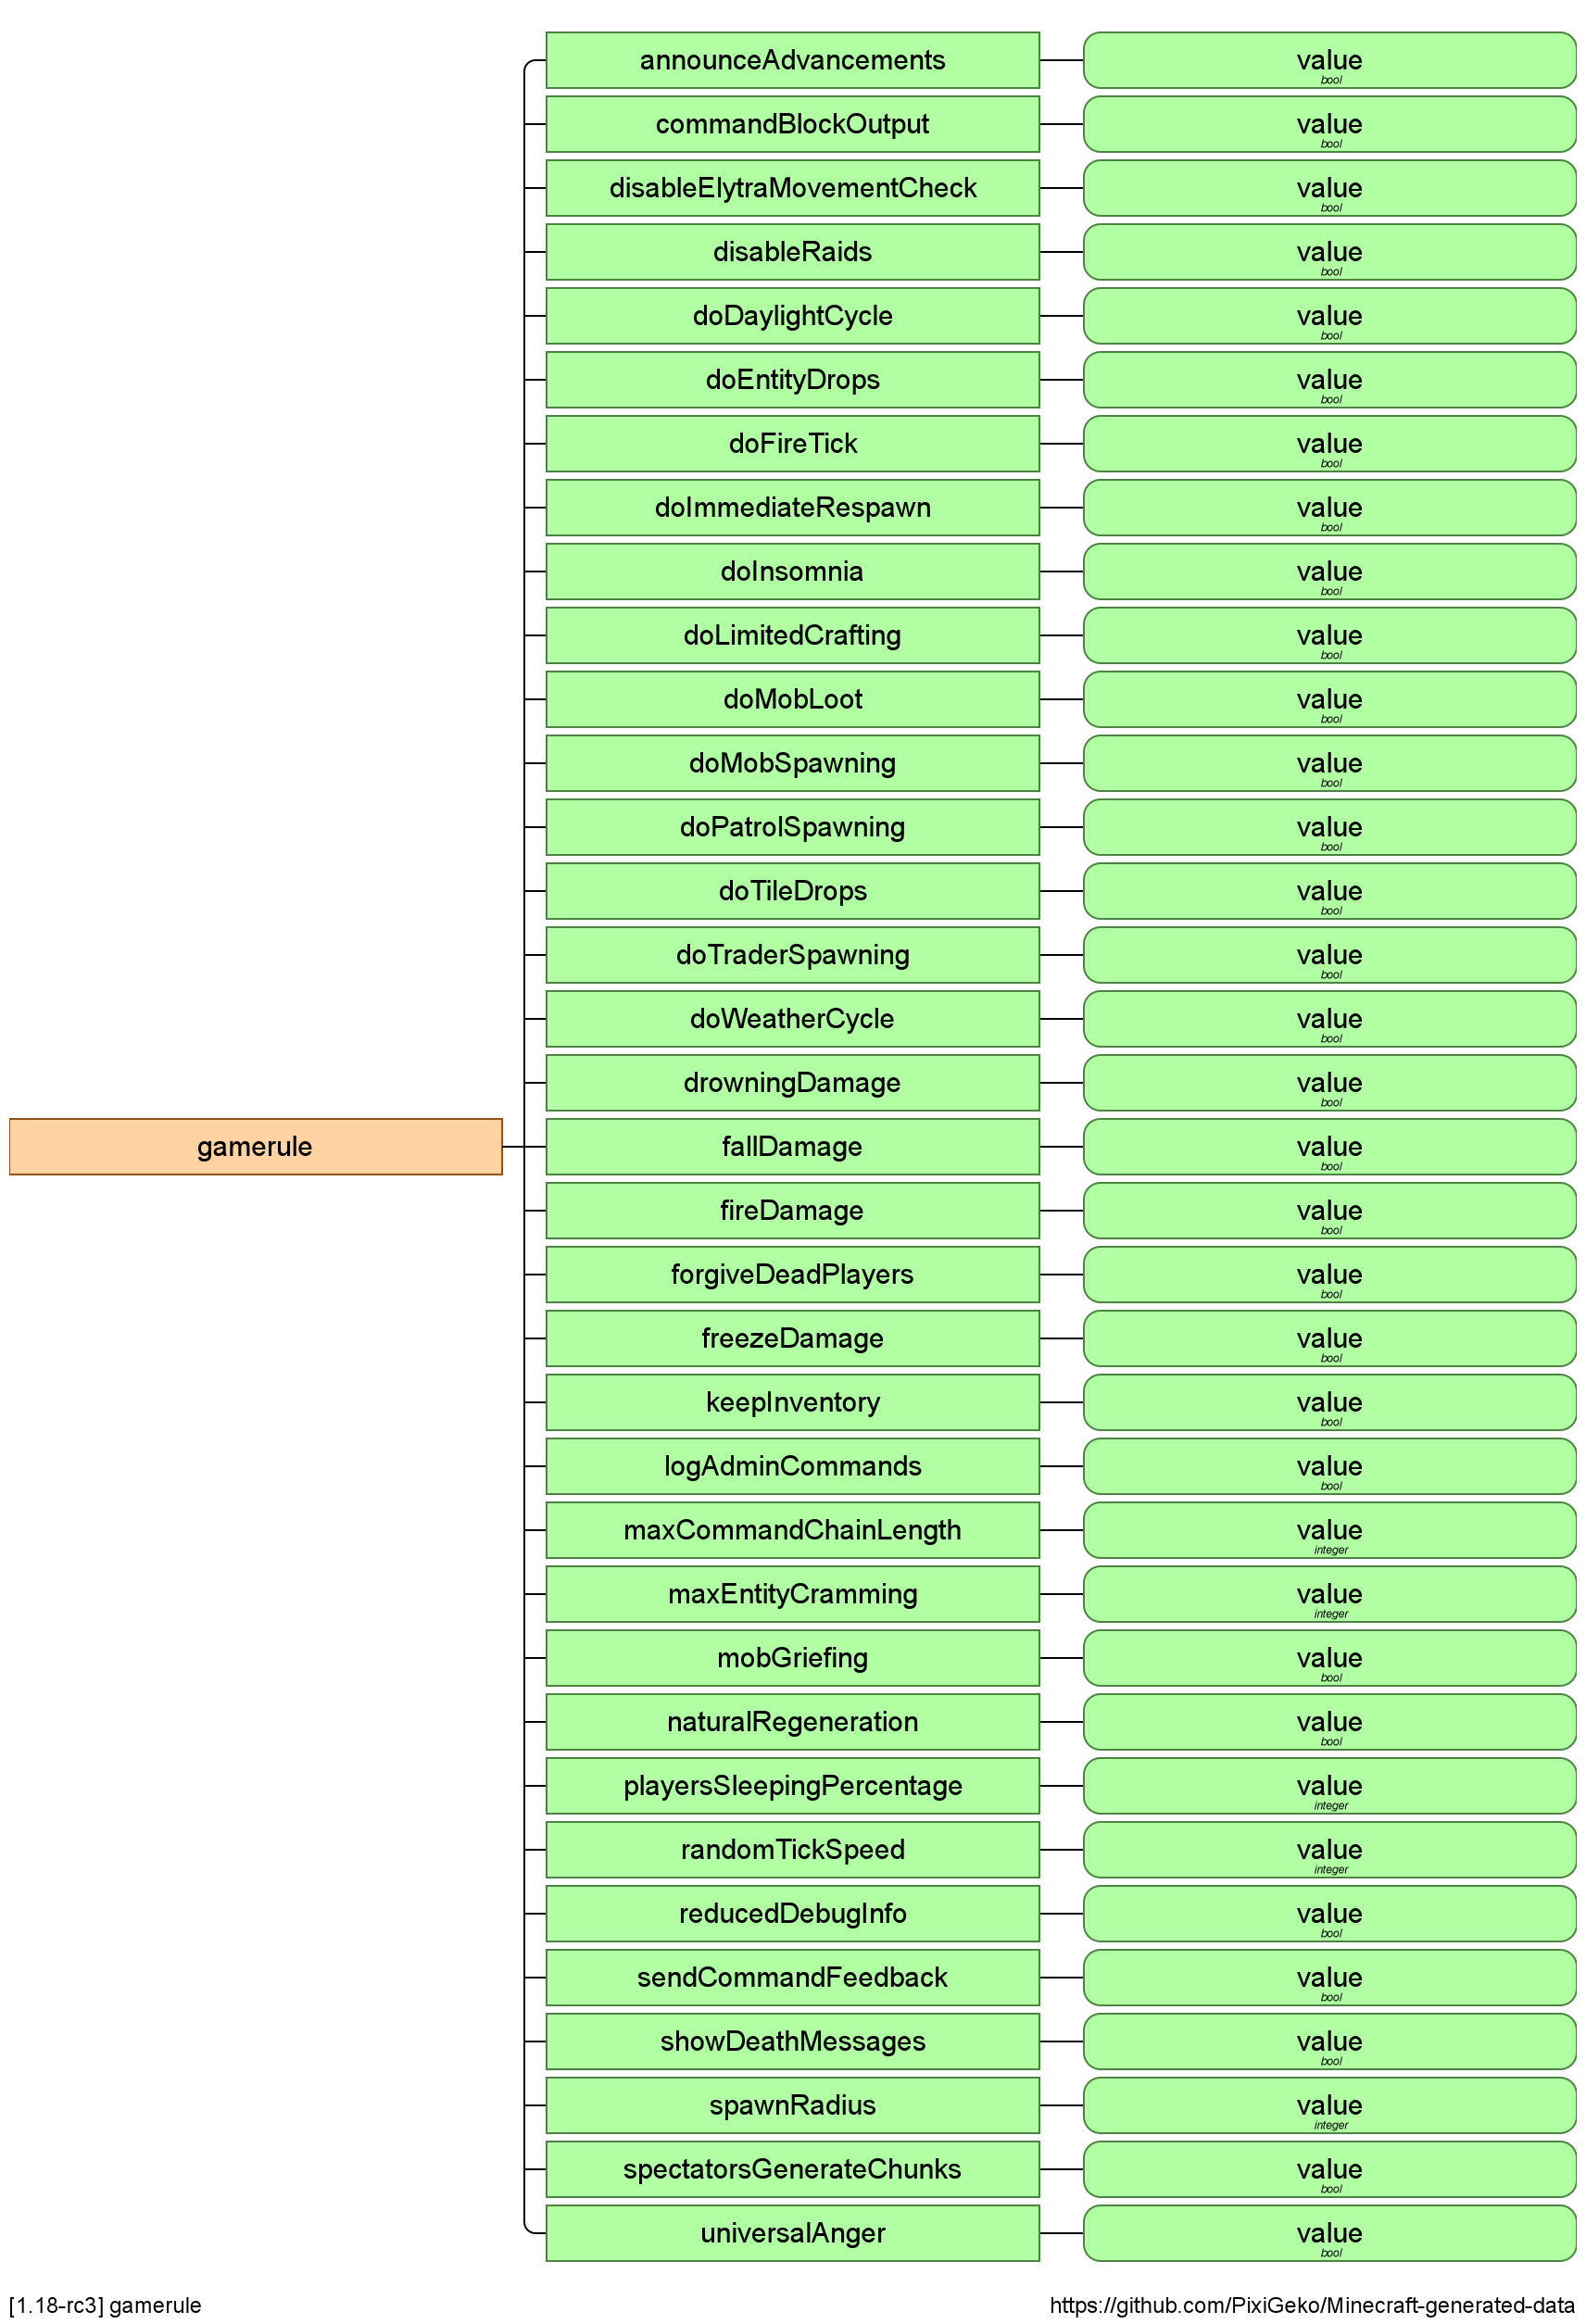 announceAdvancements value
bool
commandBlockOutput value
bool
disableElytraMovementCheck value
bool
disableRaids value
bool
doDaylightCycle value
bool
doEntityDrops value
bool
doFireTick value
bool
doImmediateRespawn value
bool
doInsomnia value
bool
doLimitedCrafting value
bool
doMobLoot value
bool
doMobSpawning value
bool
doPatrolSpawning value
bool
doTileDrops value
bool
doTraderSpawning value
bool
doWeatherCycle value
bool
drowningDamage value
bool
gamerule fallDamage value
bool
fireDamage value
bool
forgiveDeadPlayers value
bool
freezeDamage value
bool
keepInventory value
bool
logAdminCommands value
bool
maxCommandChainLength value
integer
maxEntityCramming value
integer
mobGriefing value
bool
naturalRegeneration value
bool
playersSleepingPercentage value
integer
randomTickSpeed value
integer
reducedDebugInfo value
bool
sendCommandFeedback value
bool
showDeathMessages value
bool
spawnRadius value
integer
spectatorsGenerateChunks value
bool
universalAnger value
bool
[1.18-rc3] gamerule https://github.com/PixiGeko/Minecraft-generated-data